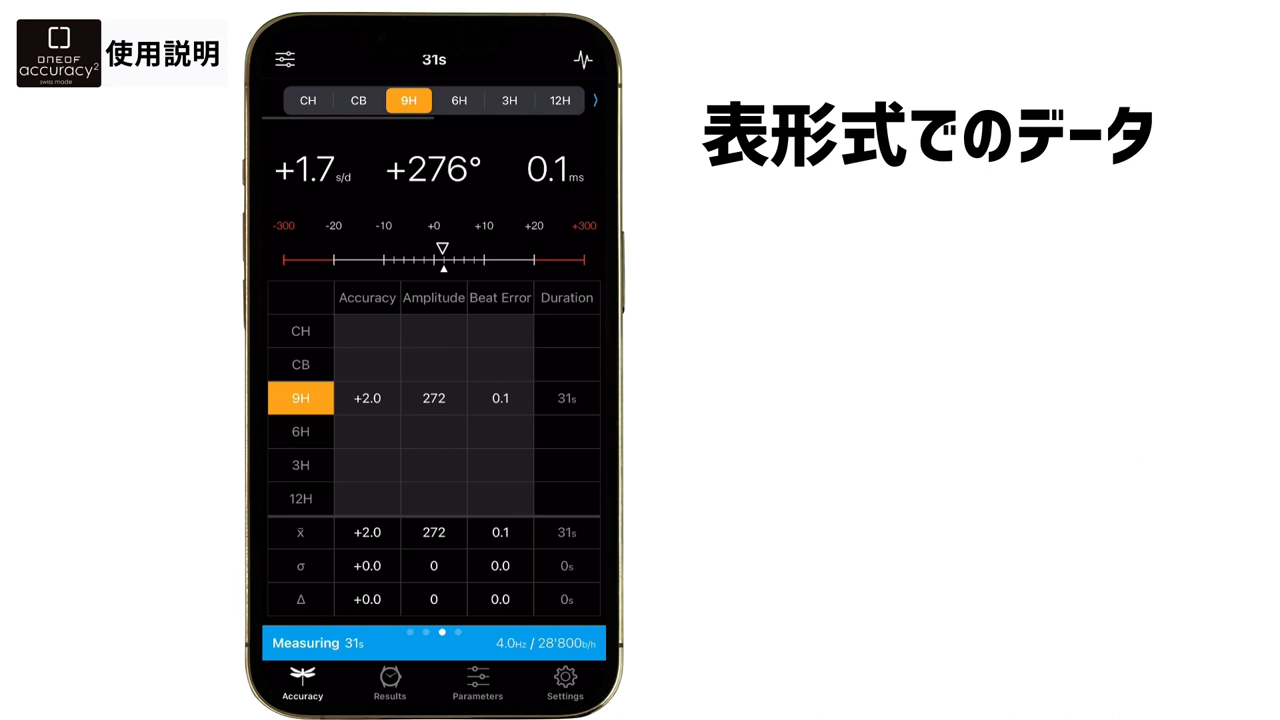 ONEOF
accuracy2
swiss made
使用説明
表形式でのデータ
31s
CH CB 9H 6H 3H 12H
+1.7 s/d +276° 0.1 ms
-300 -20 -10 +0 +10 +20 +300
Accuracy Amplitude Beat Error Duration
CH
CB
9H +2.0 272 0.1 31s
6H
3H
12H
x̄ +2.0 272 0.1 31s
σ +0.0 0 0.0 0s
Δ +0.0 0 0.0 0s
Measuring 31s 4.0Hz / 28'800b/h
Accuracy Results Parameters Settings